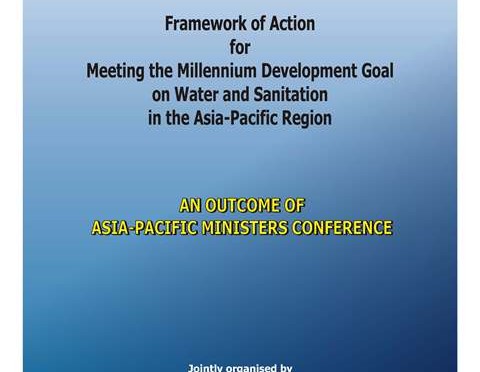 Framework of Action
for
Meeting the Millennium Development Goal
on Water and Sanitation
in the Asia-Pacific Region
AN OUTCOME OF
ASIA-PACIFIC MINISTERS CONFERENCE
Jointly organised by